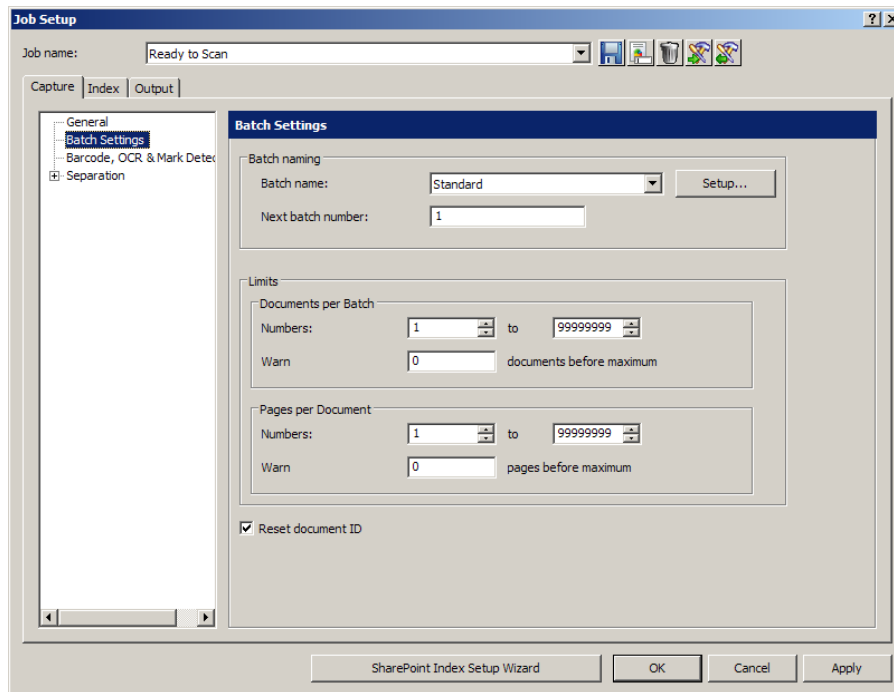 Job Setup
Job name: Ready to Scan
Capture Index Output
General
Batch Settings
Barcode, OCR & Mark Detec
Separation
Batch Settings
Batch naming
Batch name: Standard Setup...
Next batch number: 1
Limits
Documents per Batch
Numbers: 1 to 99999999
Warn 0 documents before maximum
Pages per Document
Numbers: 1 to 99999999
Warn 0 pages before maximum
Reset document ID
SharePoint Index Setup Wizard OK Cancel Apply